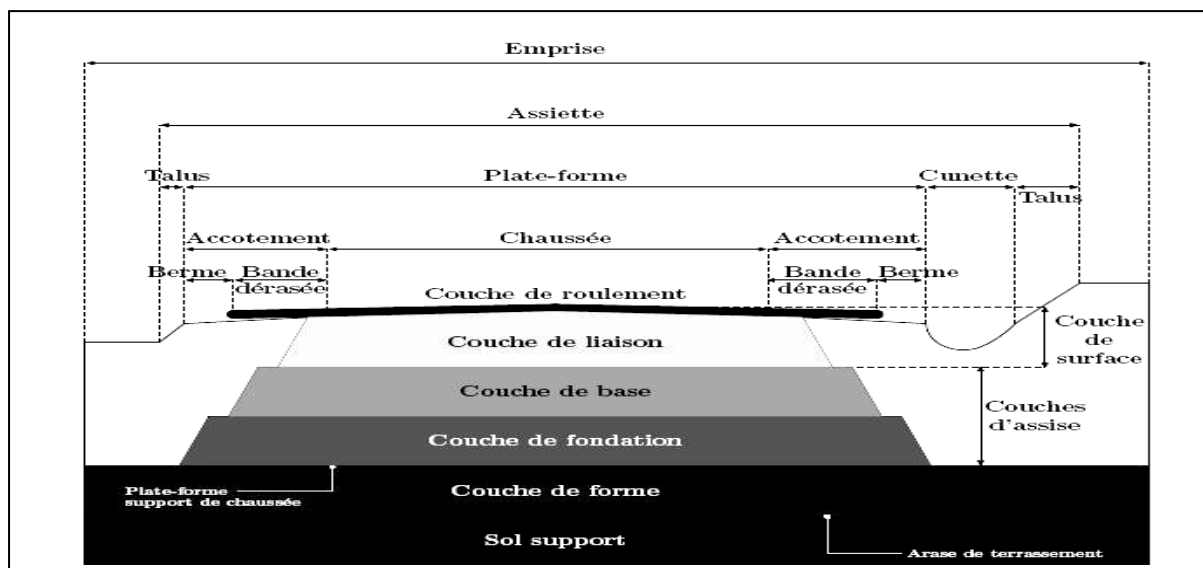 Emprise
Assiette
Talus
Plate-forme
Cunette
Talus
Accotement
Chaussée
Accotement
Berme
Bande
dérasée
Bande
dérasée
Berme
Couche de roulement
Couche
de
surface
Couche de liaison
Couche de base
Couches
d'assise
Couche de fondation
Plate-forme
support de chaussée
Couche de forme
Sol support
Arase de terrassement